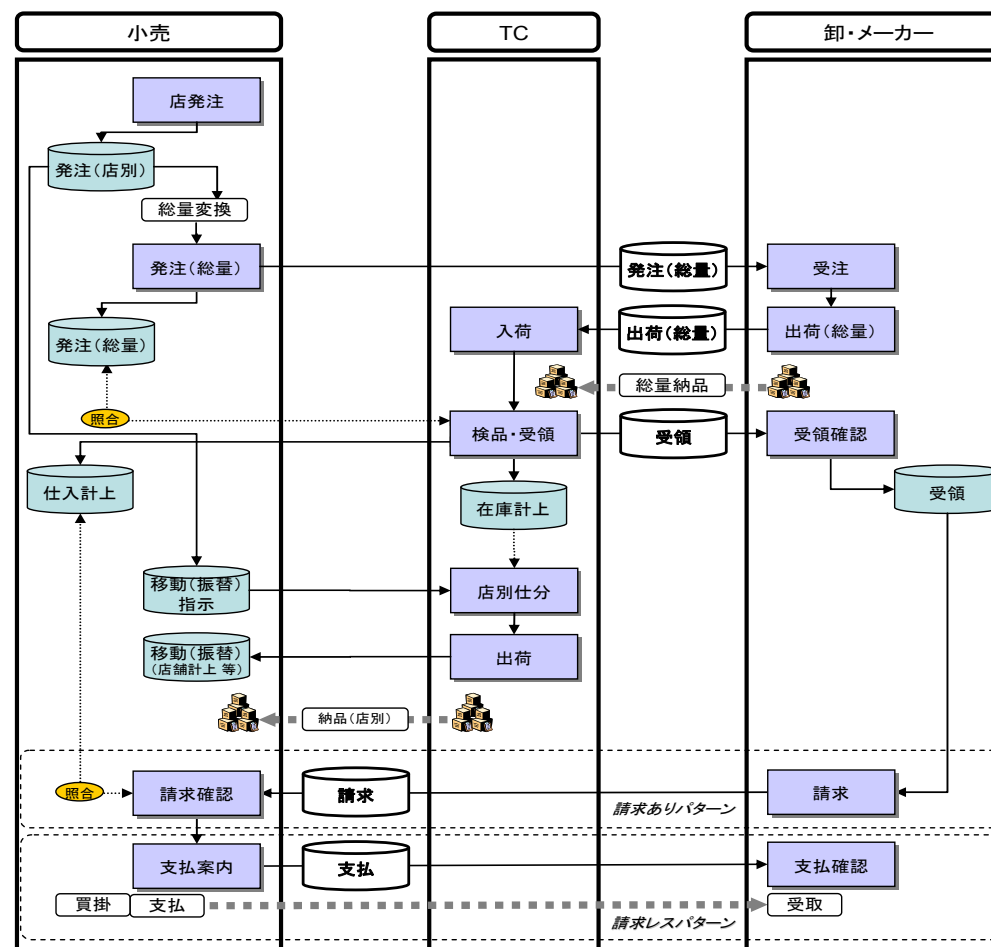 小売
TC
卸・メーカー
店発注
発注(店別)
総量変換
発注(総量)
発注(総量)
受注
発注(総量)
入荷
出荷(総量)
出荷(総量)
総量納品
照合
検品・受領
受領
受領確認
仕入計上
在庫計上
受領
移動(振替)
指示
店別仕分
移動(振替)
(店舗計上 等)
出荷
納品(店別)
照合
請求確認
請求
請求
請求ありパターン
支払案内
支払
支払確認
買掛
支払
受取
請求レスパターン